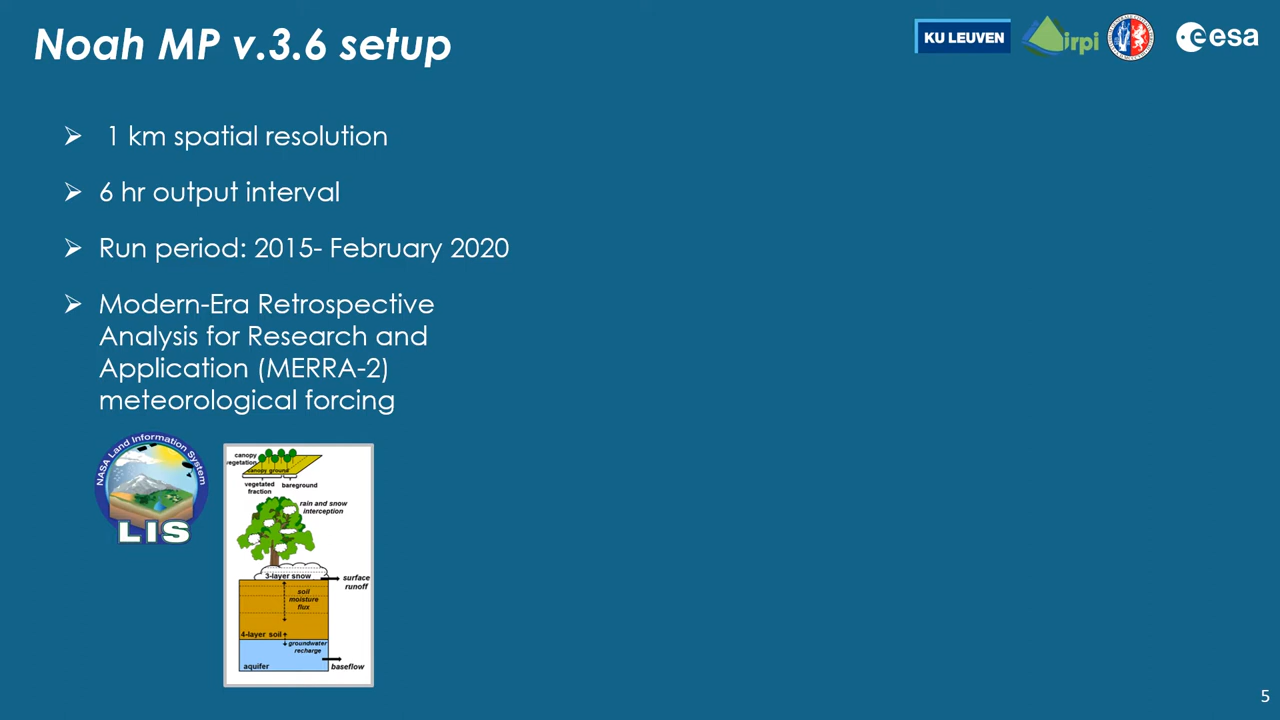 Noah MP v.3.6 setup
KU LEUVEN
irpi
esa
1 km spatial resolution
6 hr output interval
Run period: 2015- February 2020
Modern-Era Retrospective
Analysis for Research and
Application (MERRA-2)
meteorological forcing
NASA Land Information System
LIS
canopy
vegetation
canopy ground
vegetated
fraction
bareground
rain and snow
interception
3-layer snow
surface
runoff
soil
moisture
flux
4-layer soil
groundwater
recharge
aquifer
baseflow
5